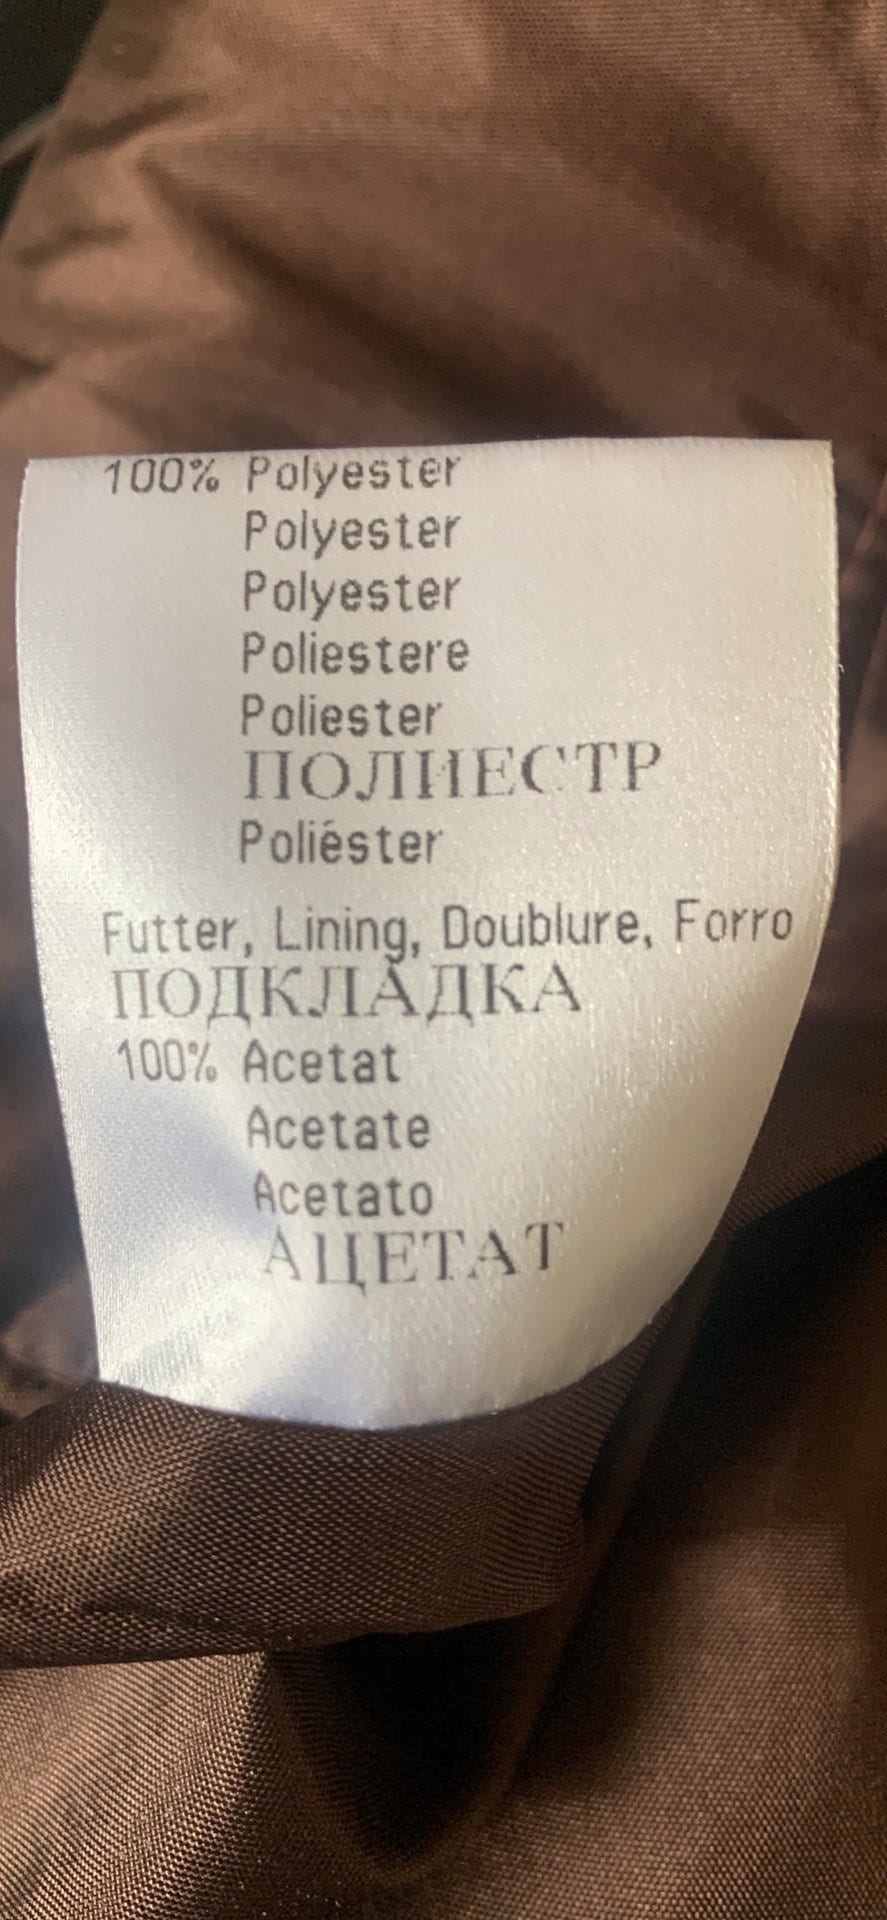 100% Polyester
Polyester
Polyester
Poliestere
Poliester
ПОЛИЕСТР
Poliéster
Futter, Lining, Doublure, Forro
ПОДКЛАДКА
100% Acetat
Acetate
Acetato
АЦЕТАТ